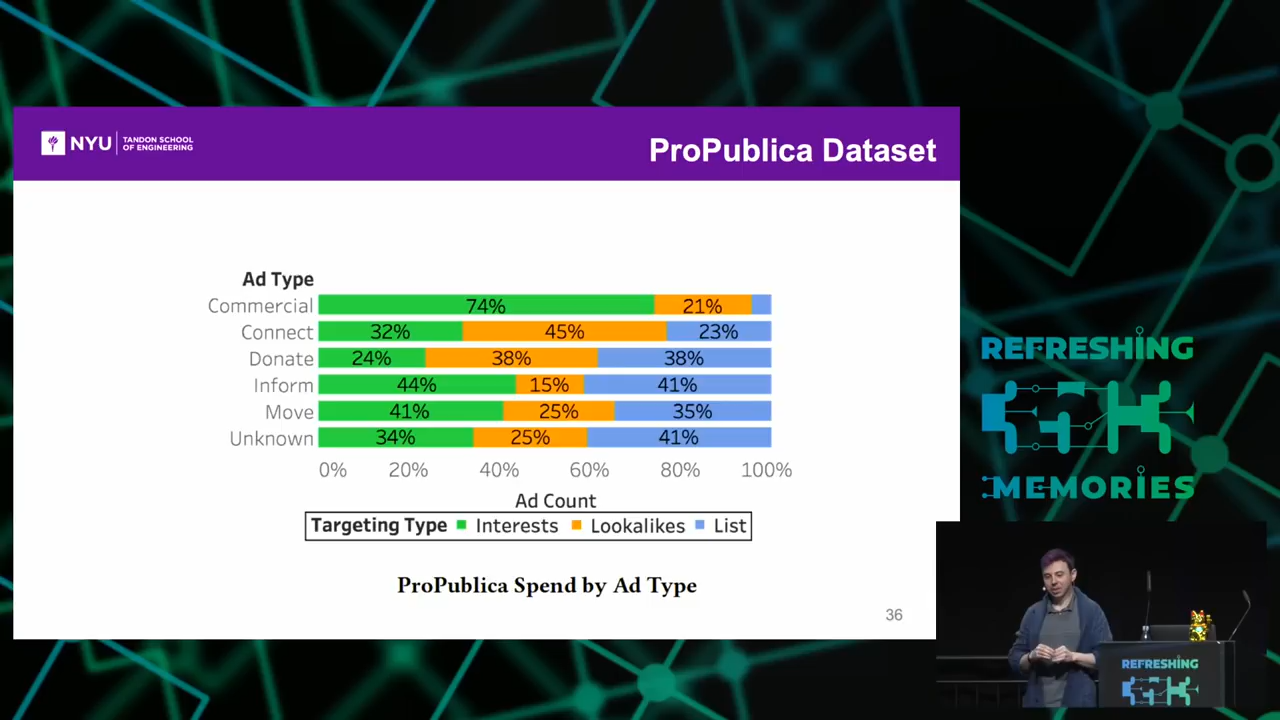 NYU
TANDON SCHOOL
OF ENGINEERING
ProPublica Dataset
Ad Type
Commercial 74% 21%
Connect 32% 45% 23%
Donate 24% 38% 38%
Inform 44% 15% 41%
Move 41% 25% 35%
Unknown 34% 25% 41%
0% 20% 40% 60% 80% 100%
Ad Count
Targeting Type Interests Lookalikes List
ProPublica Spend by Ad Type
36
REFRESHING
MEMORIES
REFRESHING